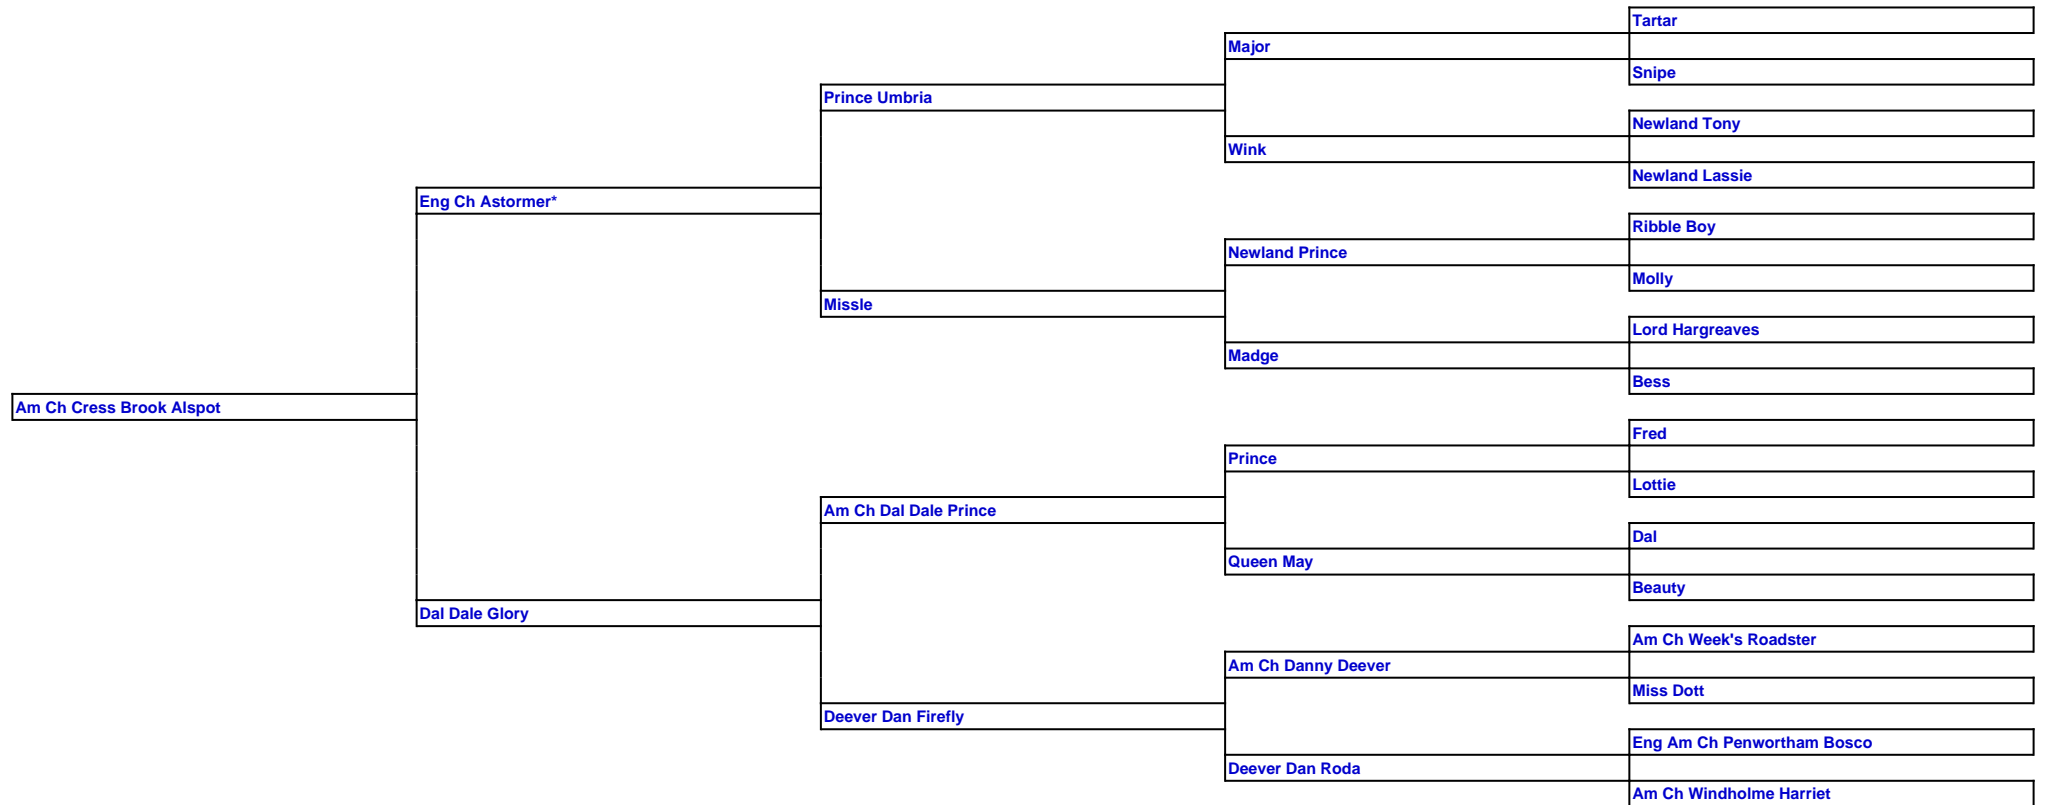 Tartar
Major
Snipe
Prince Umbria
Newland Tony
Wink
Newland Lassie
Eng Ch Astormer*
Ribble Boy
Newland Prince
Molly
Missle
Lord Hargreaves
Madge
Bess
Am Ch Cress Brook Alspot
Fred
Prince
Lottie
Am Ch Dal Dale Prince
Dal
Queen May
Beauty
Dal Dale Glory
Am Ch Week's Roadster
Am Ch Danny Deever
Miss Dott
Deever Dan Firefly
Eng Am Ch Penwortham Bosco
Deever Dan Roda
Am Ch Windholme Harriet